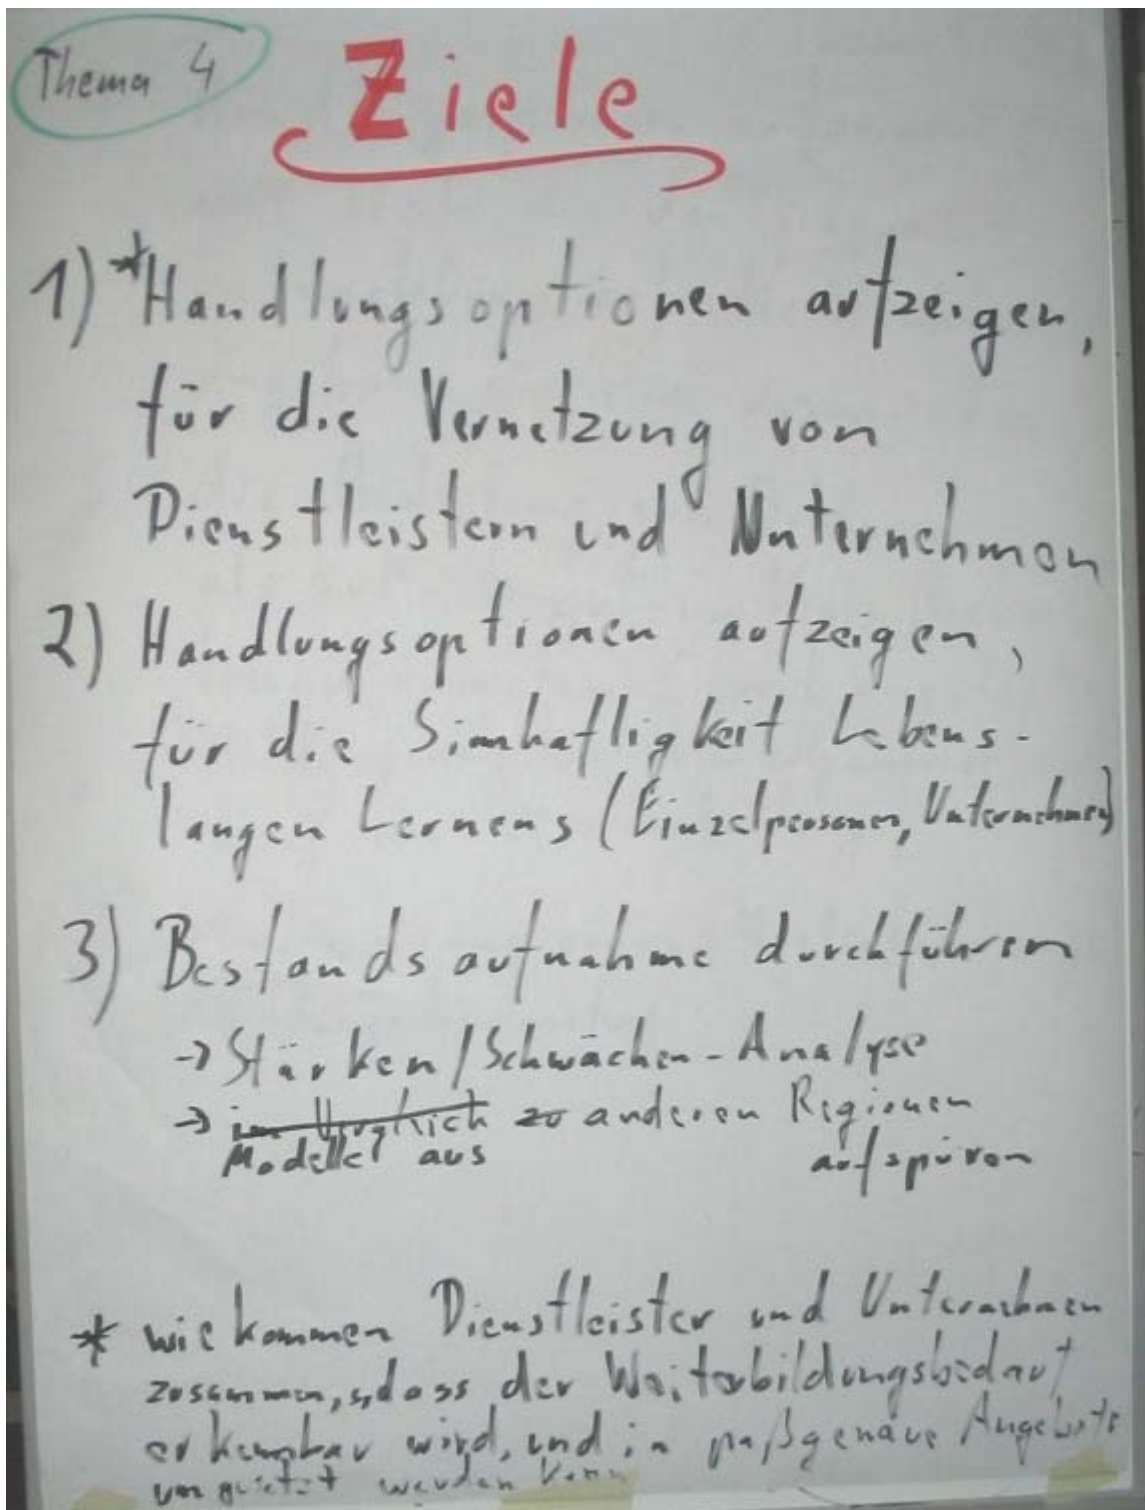 Thema 4
Ziele
1) *Handlungsoptionen aufzeigen,
für die Vernetzung von
Dienstleistern und Unternehmen
2) Handlungsoptionen aufzeigen,
für die Sinnhaftigkeit Lebens-
langen Lernens (Einzelpersonen, Unternehmen)
3) Bestandsaufnahme durchführen
→ Stärken/Schwächen-Analyse
→ im Vergleich zu anderen Regionen
Modelle aus aufspüren
* wie kommen Dienstleister und Unternehmen
zusammen, dass der Weiterbildungsbedarf
erkennbar wird, und in paßgenaue Angebote
umgesetzt werden kann